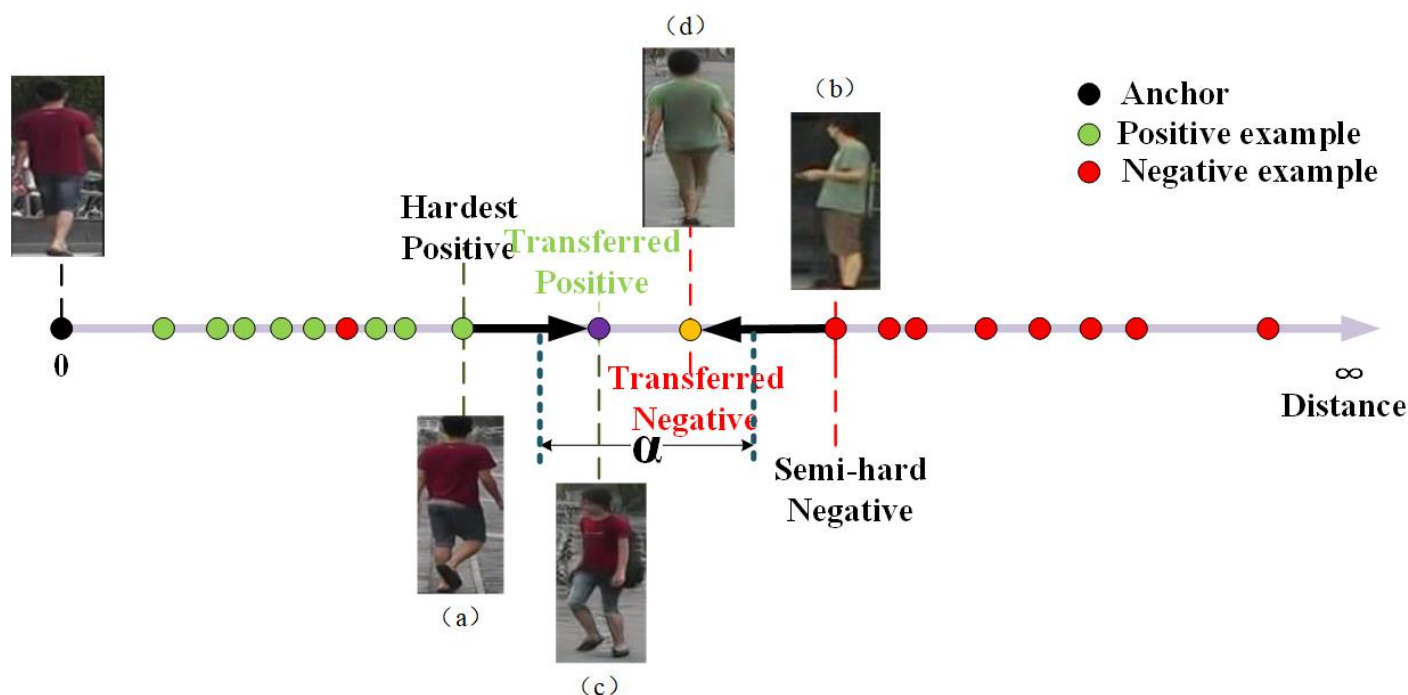 (d)
(b)
Anchor
Positive example
Negative example
Hardest
Positive
Transferred
Positive
0
Transferred
Negative
α
∞
Distance
Semi-hard
Negative
(a)
(c)